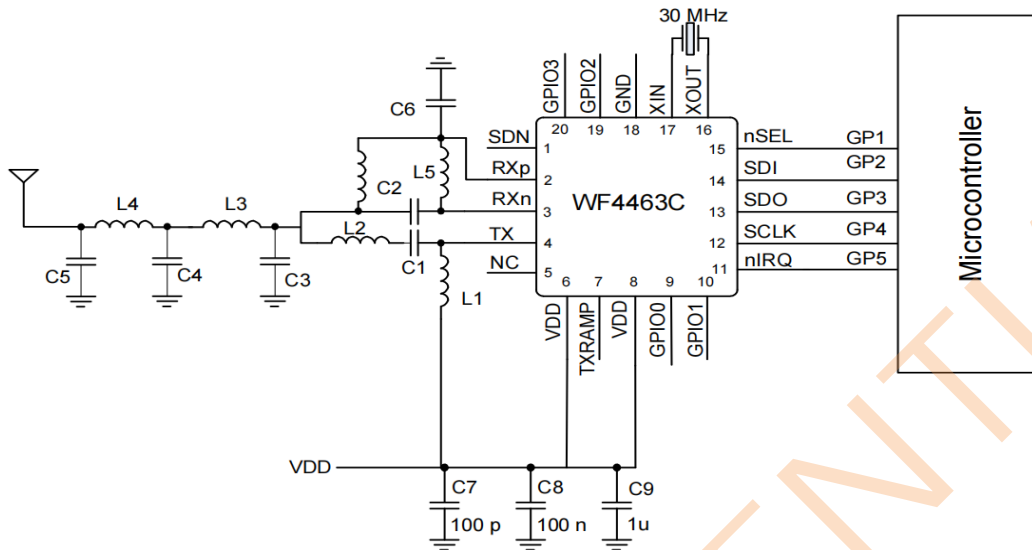 30 MHz
GPIO3
GPIO2
GND
XIN
XOUT
20
19
18
17
16
C6
SDN
1
RXp
2
L5
C2
RXn
3
WF4463C
TX
4
NC
5
L4
L3
L2
C1
L1
C5
C4
C3
15
nSEL
GP1
14
SDI
GP2
13
SDO
GP3
12
SCLK
GP4
11
nIRQ
GP5
Microcontroller
6
7
8
9
10
VDD
TXRAMP
VDD
GPIO0
GPIO1
VDD
C7
100 p
C8
100 n
C9
1u
ENTI